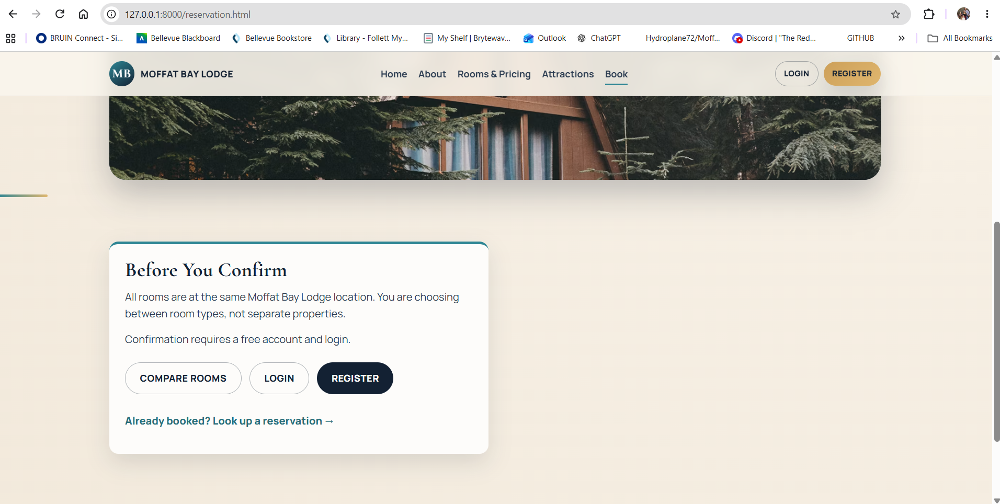 127.0.0.1:8000/reservation.html
BRUIN Connect - Si...
Bellevue Blackboard
Bellevue Bookstore
Library - Follett My...
My Shelf | Brytewav...
Outlook
ChatGPT
Hydroplane72/Moff...
Discord | "The Red...
GITHUB
All Bookmarks
MB
MOFFAT BAY LODGE
Home
About
Rooms & Pricing
Attractions
Book
LOGIN
REGISTER
Before You Confirm
All rooms are at the same Moffat Bay Lodge location. You are choosing
between room types, not separate properties.
Confirmation requires a free account and login.
COMPARE ROOMS
LOGIN
REGISTER
Already booked? Look up a reservation →